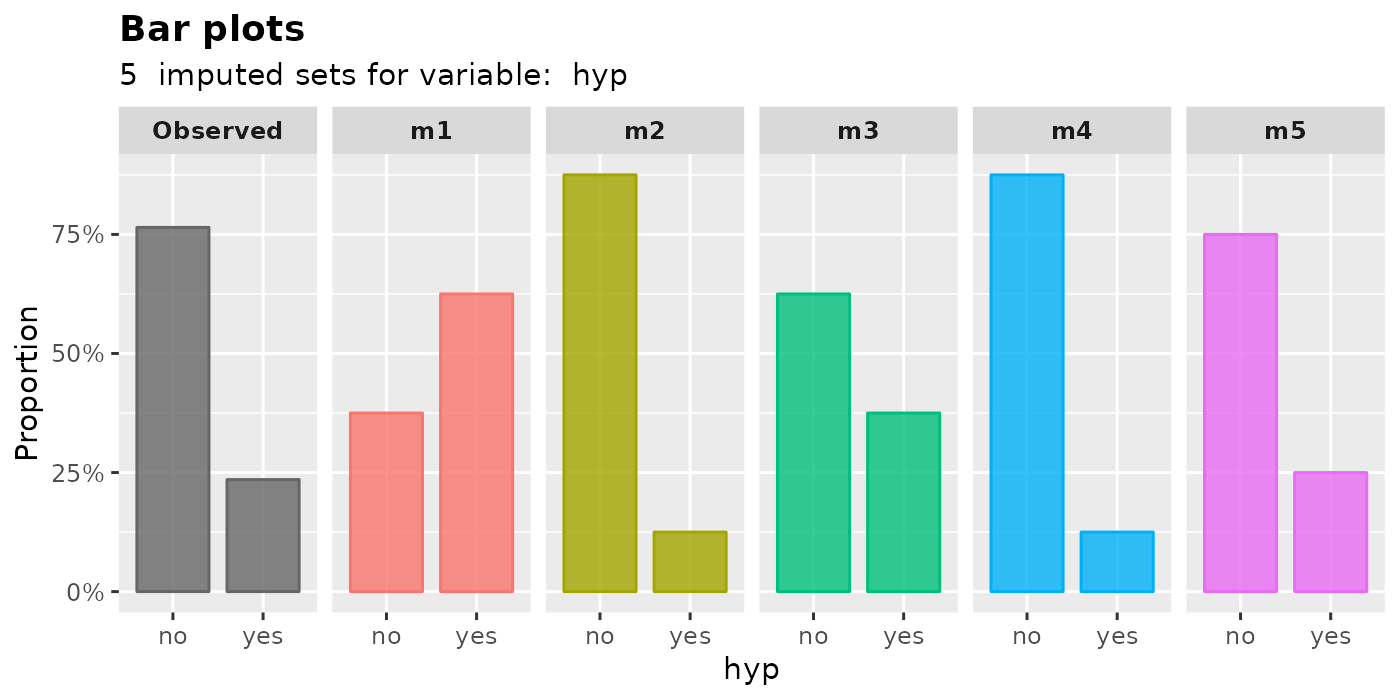 Bar plots
5 imputed sets for variable: hyp
Observed m1 m2 m3 m4 m5
75%
50%
25%
0%
Proportion
no yes no yes no yes no yes no yes no yes
hyp